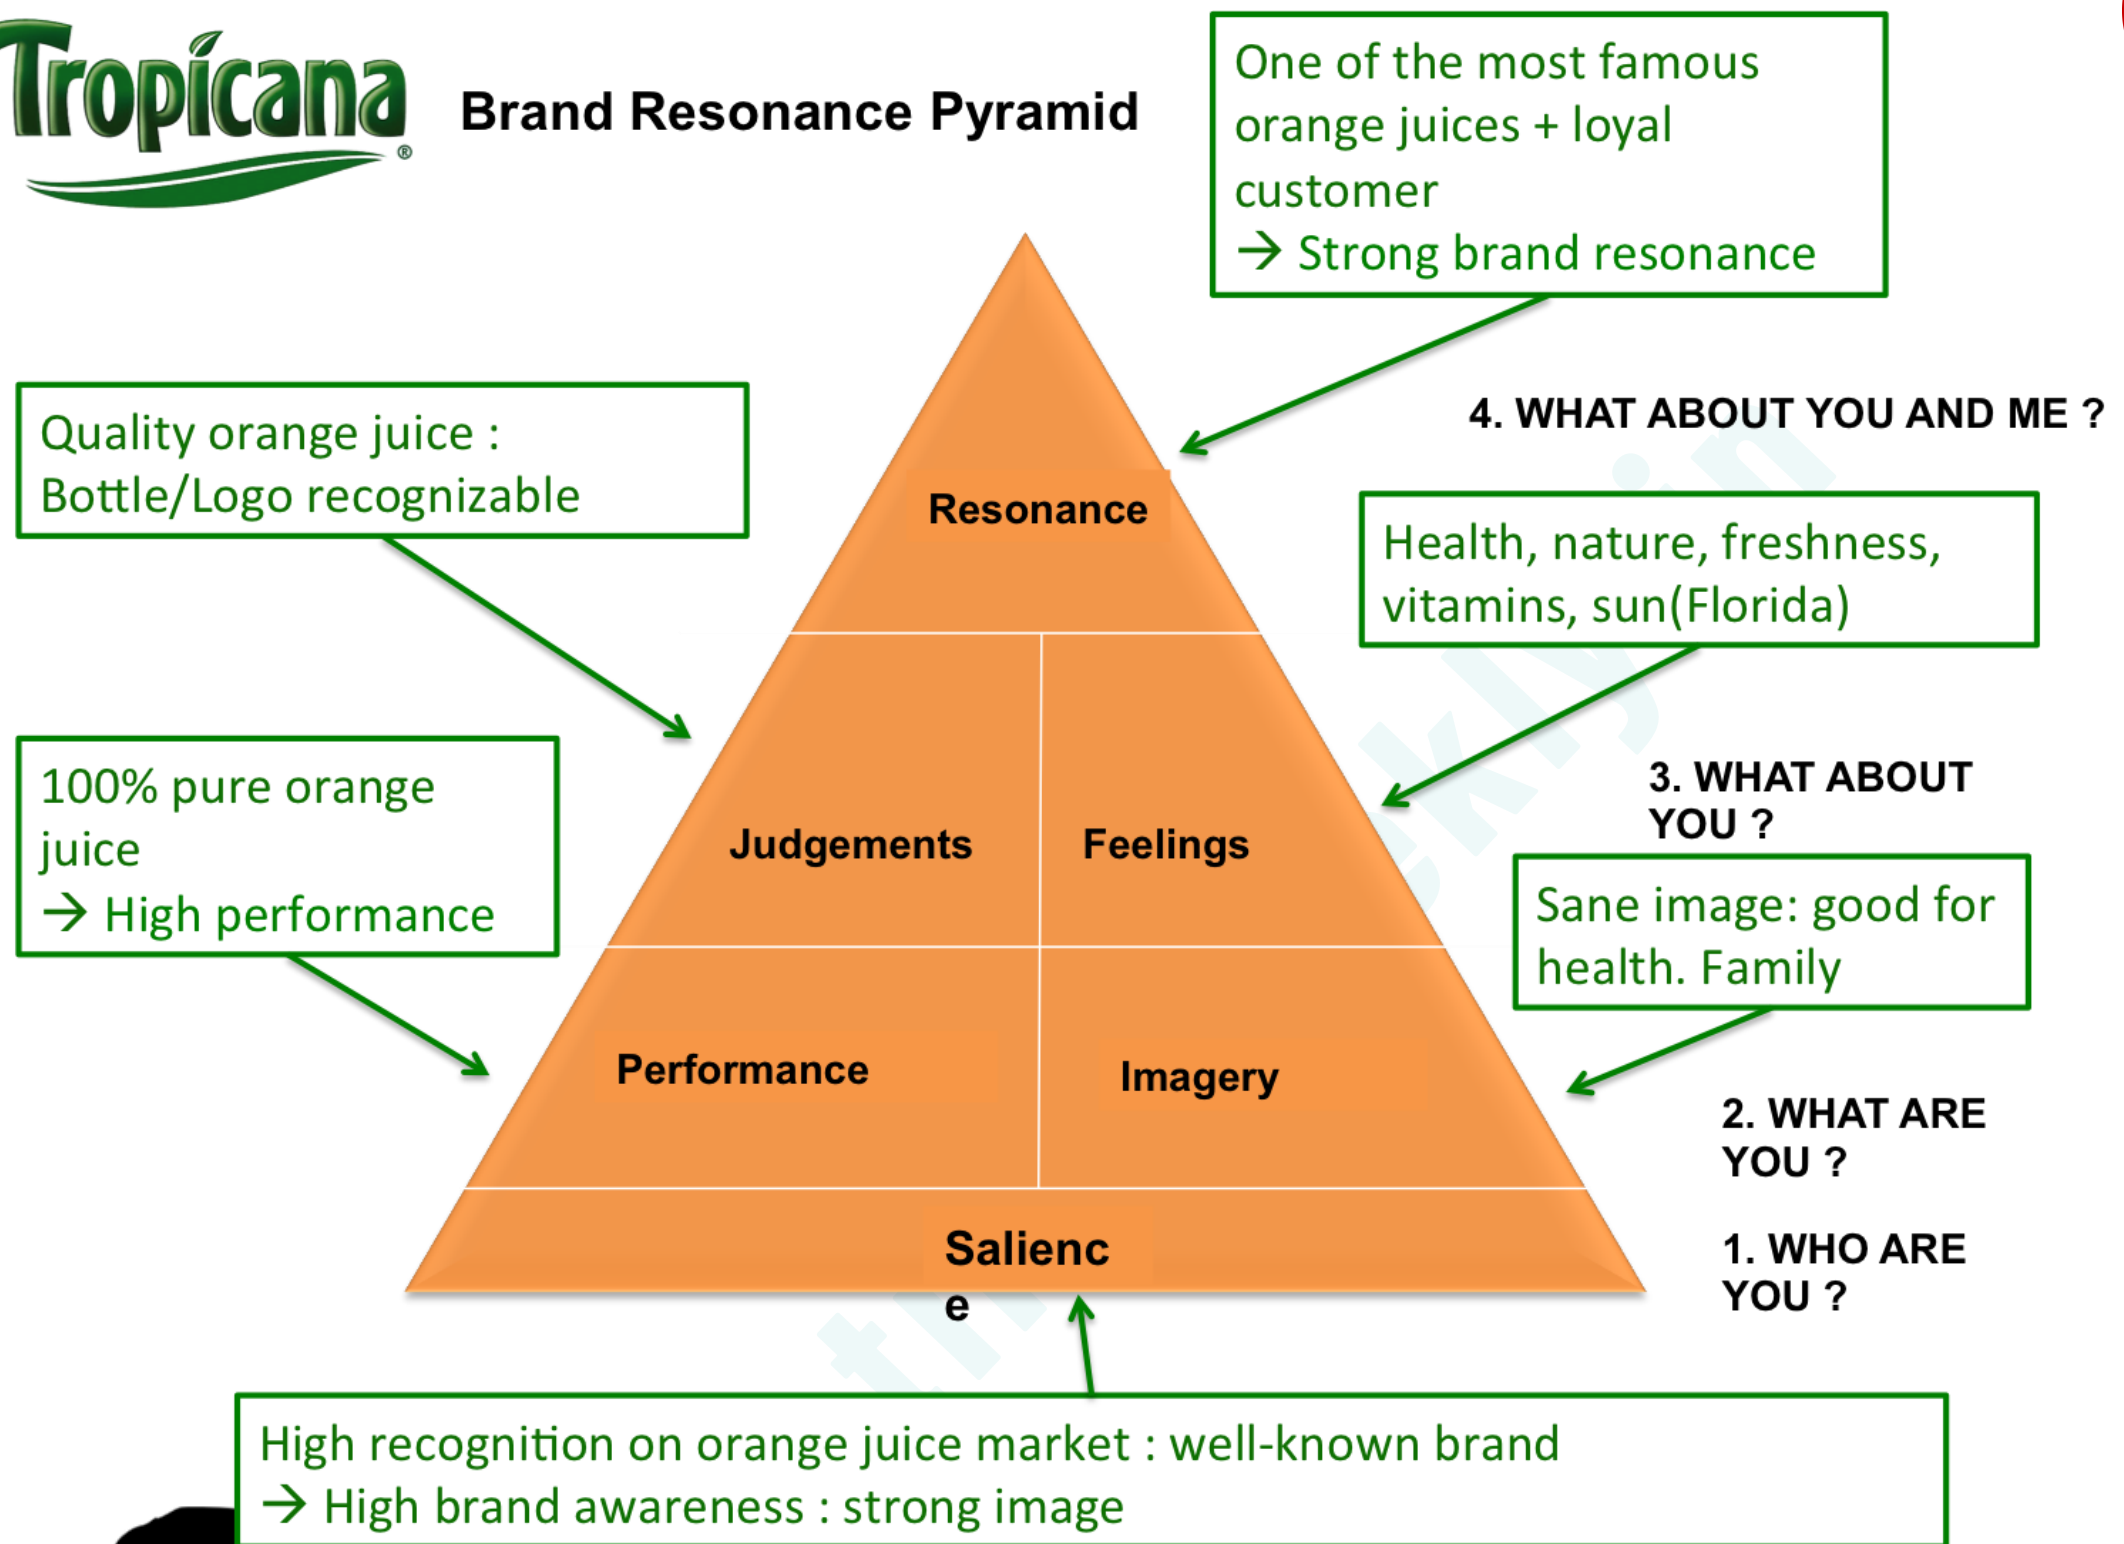 Tropicana
®
Brand Resonance Pyramid
One of the most famous
orange juices + loyal
customer
→ Strong brand resonance
4. WHAT ABOUT YOU AND ME ?
Quality orange juice :
Bottle/Logo recognizable
Resonance
Health, nature, freshness,
vitamins, sun(Florida)
100% pure orange
juice
→ High performance
3. WHAT ABOUT
YOU ?
Judgements
Feelings
Sane image: good for
health. Family
Performance
Imagery
2. WHAT ARE
YOU ?
Salienc
e
1. WHO ARE
YOU ?
High recognition on orange juice market : well-known brand
→ High brand awareness : strong image